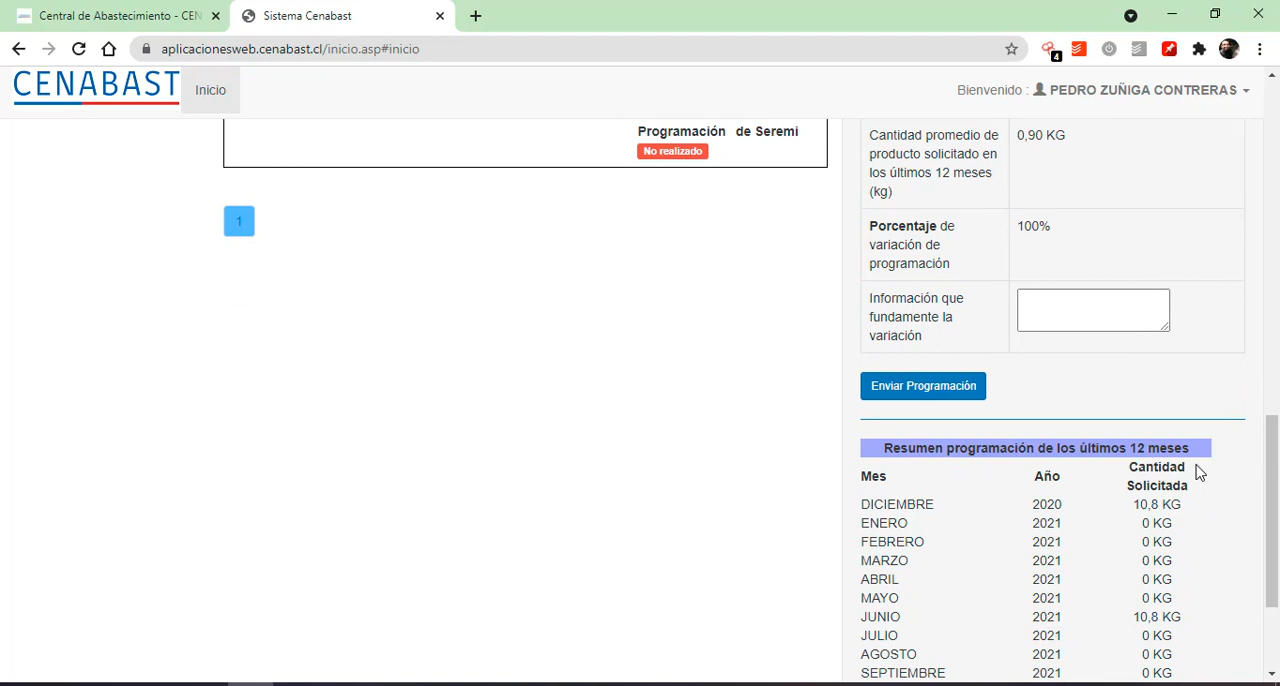 Central de Abastecimiento - CEN
Sistema Cenabast
aplicacionesweb.cenabast.cl/inicio.asp#inicio
4
CENABAST
Inicio
Bienvenido : PEDRO ZUÑIGA CONTRERAS
Programación de Seremi
No realizado
1
Cantidad promedio de
producto solicitado en
los últimos 12 meses
(kg)
0,90 KG
Porcentaje de
variación de
programación
100%
Información que
fundamente la
variación
Enviar Programación
Resumen programación de los últimos 12 meses
Mes Año Cantidad
Solicitada
DICIEMBRE 2020 10,8 KG
ENERO 2021 0 KG
FEBRERO 2021 0 KG
MARZO 2021 0 KG
ABRIL 2021 0 KG
MAYO 2021 0 KG
JUNIO 2021 10,8 KG
JULIO 2021 0 KG
AGOSTO 2021 0 KG
SEPTIEMBRE 2021 0 KG